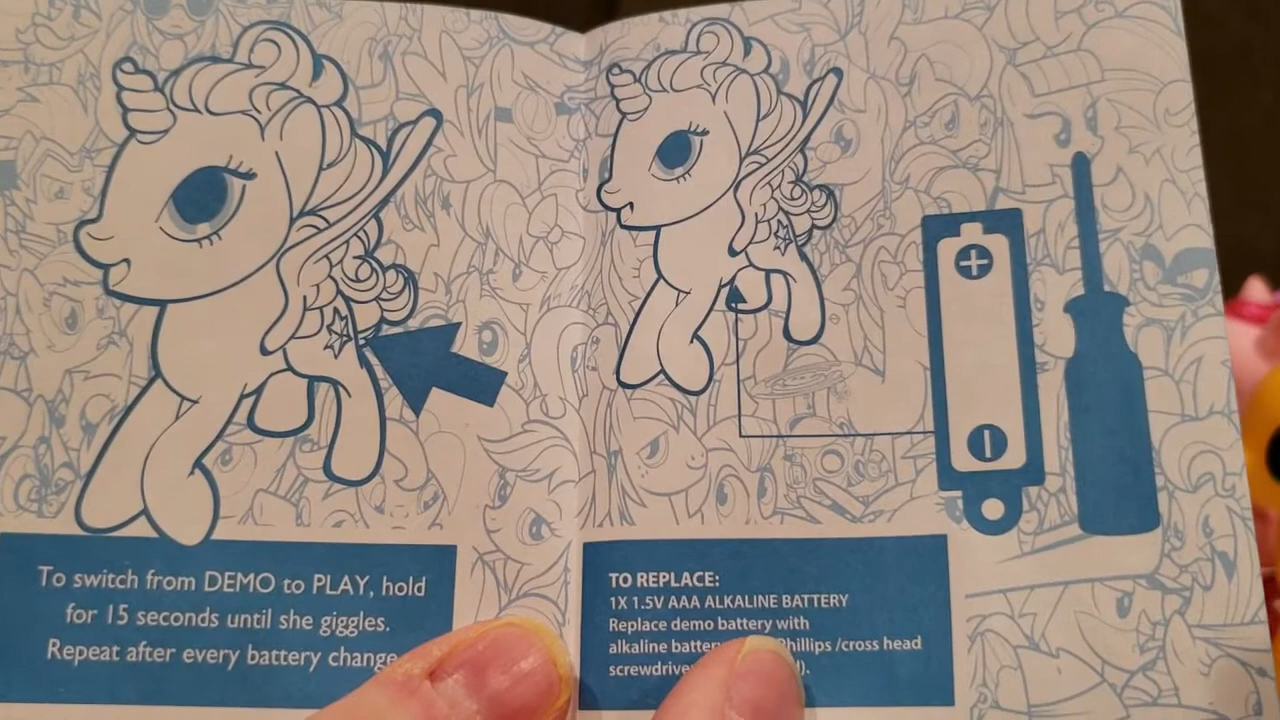 To switch from DEMO to PLAY, hold
for 15 seconds until she giggles.
Repeat after every battery change
TO REPLACE:
1X 1.5V AAA ALKALINE BATTERY
Replace demo battery with
alkaline Phillips /cross head